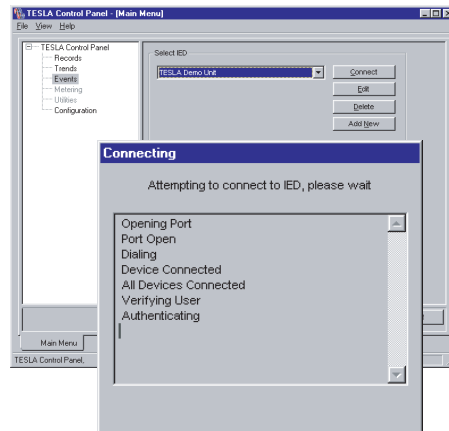 TESLA Control Panel - [Main Menu]
File View Help
TESLA Control Panel
Records
Trends
Events
Metering
Utilities
Configuration
Select IED
TESLA Demo Unit
Connect
Edit
Delete
Add New
Connecting
Attempting to connect to IED, please wait
Opening Port
Port Open
Dialing
Device Connected
All Devices Connected
Verifying User
Authenticating
Main Menu
TESLA Control Panel,